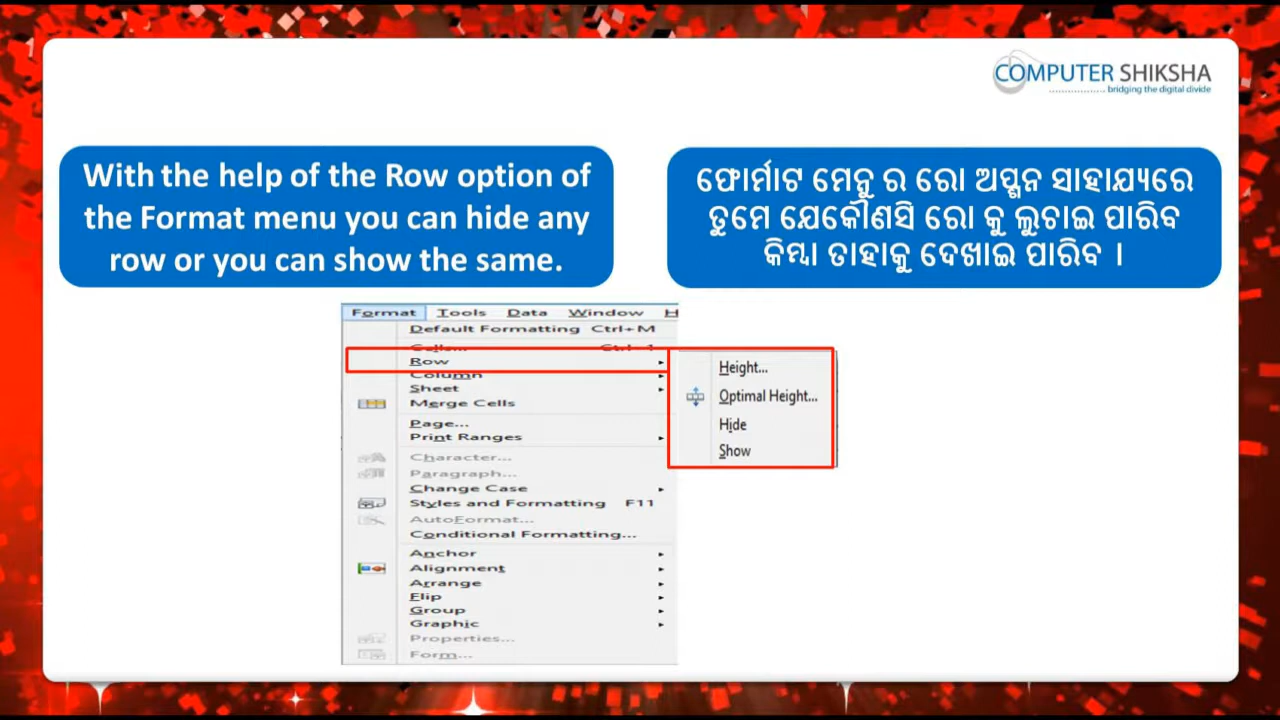 COMPUTER SHIKSHA
bridging the digital divide
With the help of the Row option of
the Format menu you can hide any
row or you can show the same.
ଫୋର୍ମାଟ ମେନୁ ର ରୋ ଅପ୍ସନ ସାହାଯ୍ୟରେ
ତୁମେ ଯେକୌଣସି ରୋ କୁ ଲୁଚାଇ ପାରିବ
କିମ୍ବା ତାହାକୁ ଦେଖାଇ ପାରିବ ।
Format Tools Data Window H
Default Formatting Ctrl+M
Cells... Ctrl+1
Row
Column
Sheet
Merge Cells
Page...
Print Ranges
Character...
Paragraph...
Change Case
Styles and Formatting F11
AutoFormat...
Conditional Formatting...
Anchor
Alignment
Arrange
Flip
Group
Graphic
Properties...
Form...
Height...
Optimal Height...
Hide
Show